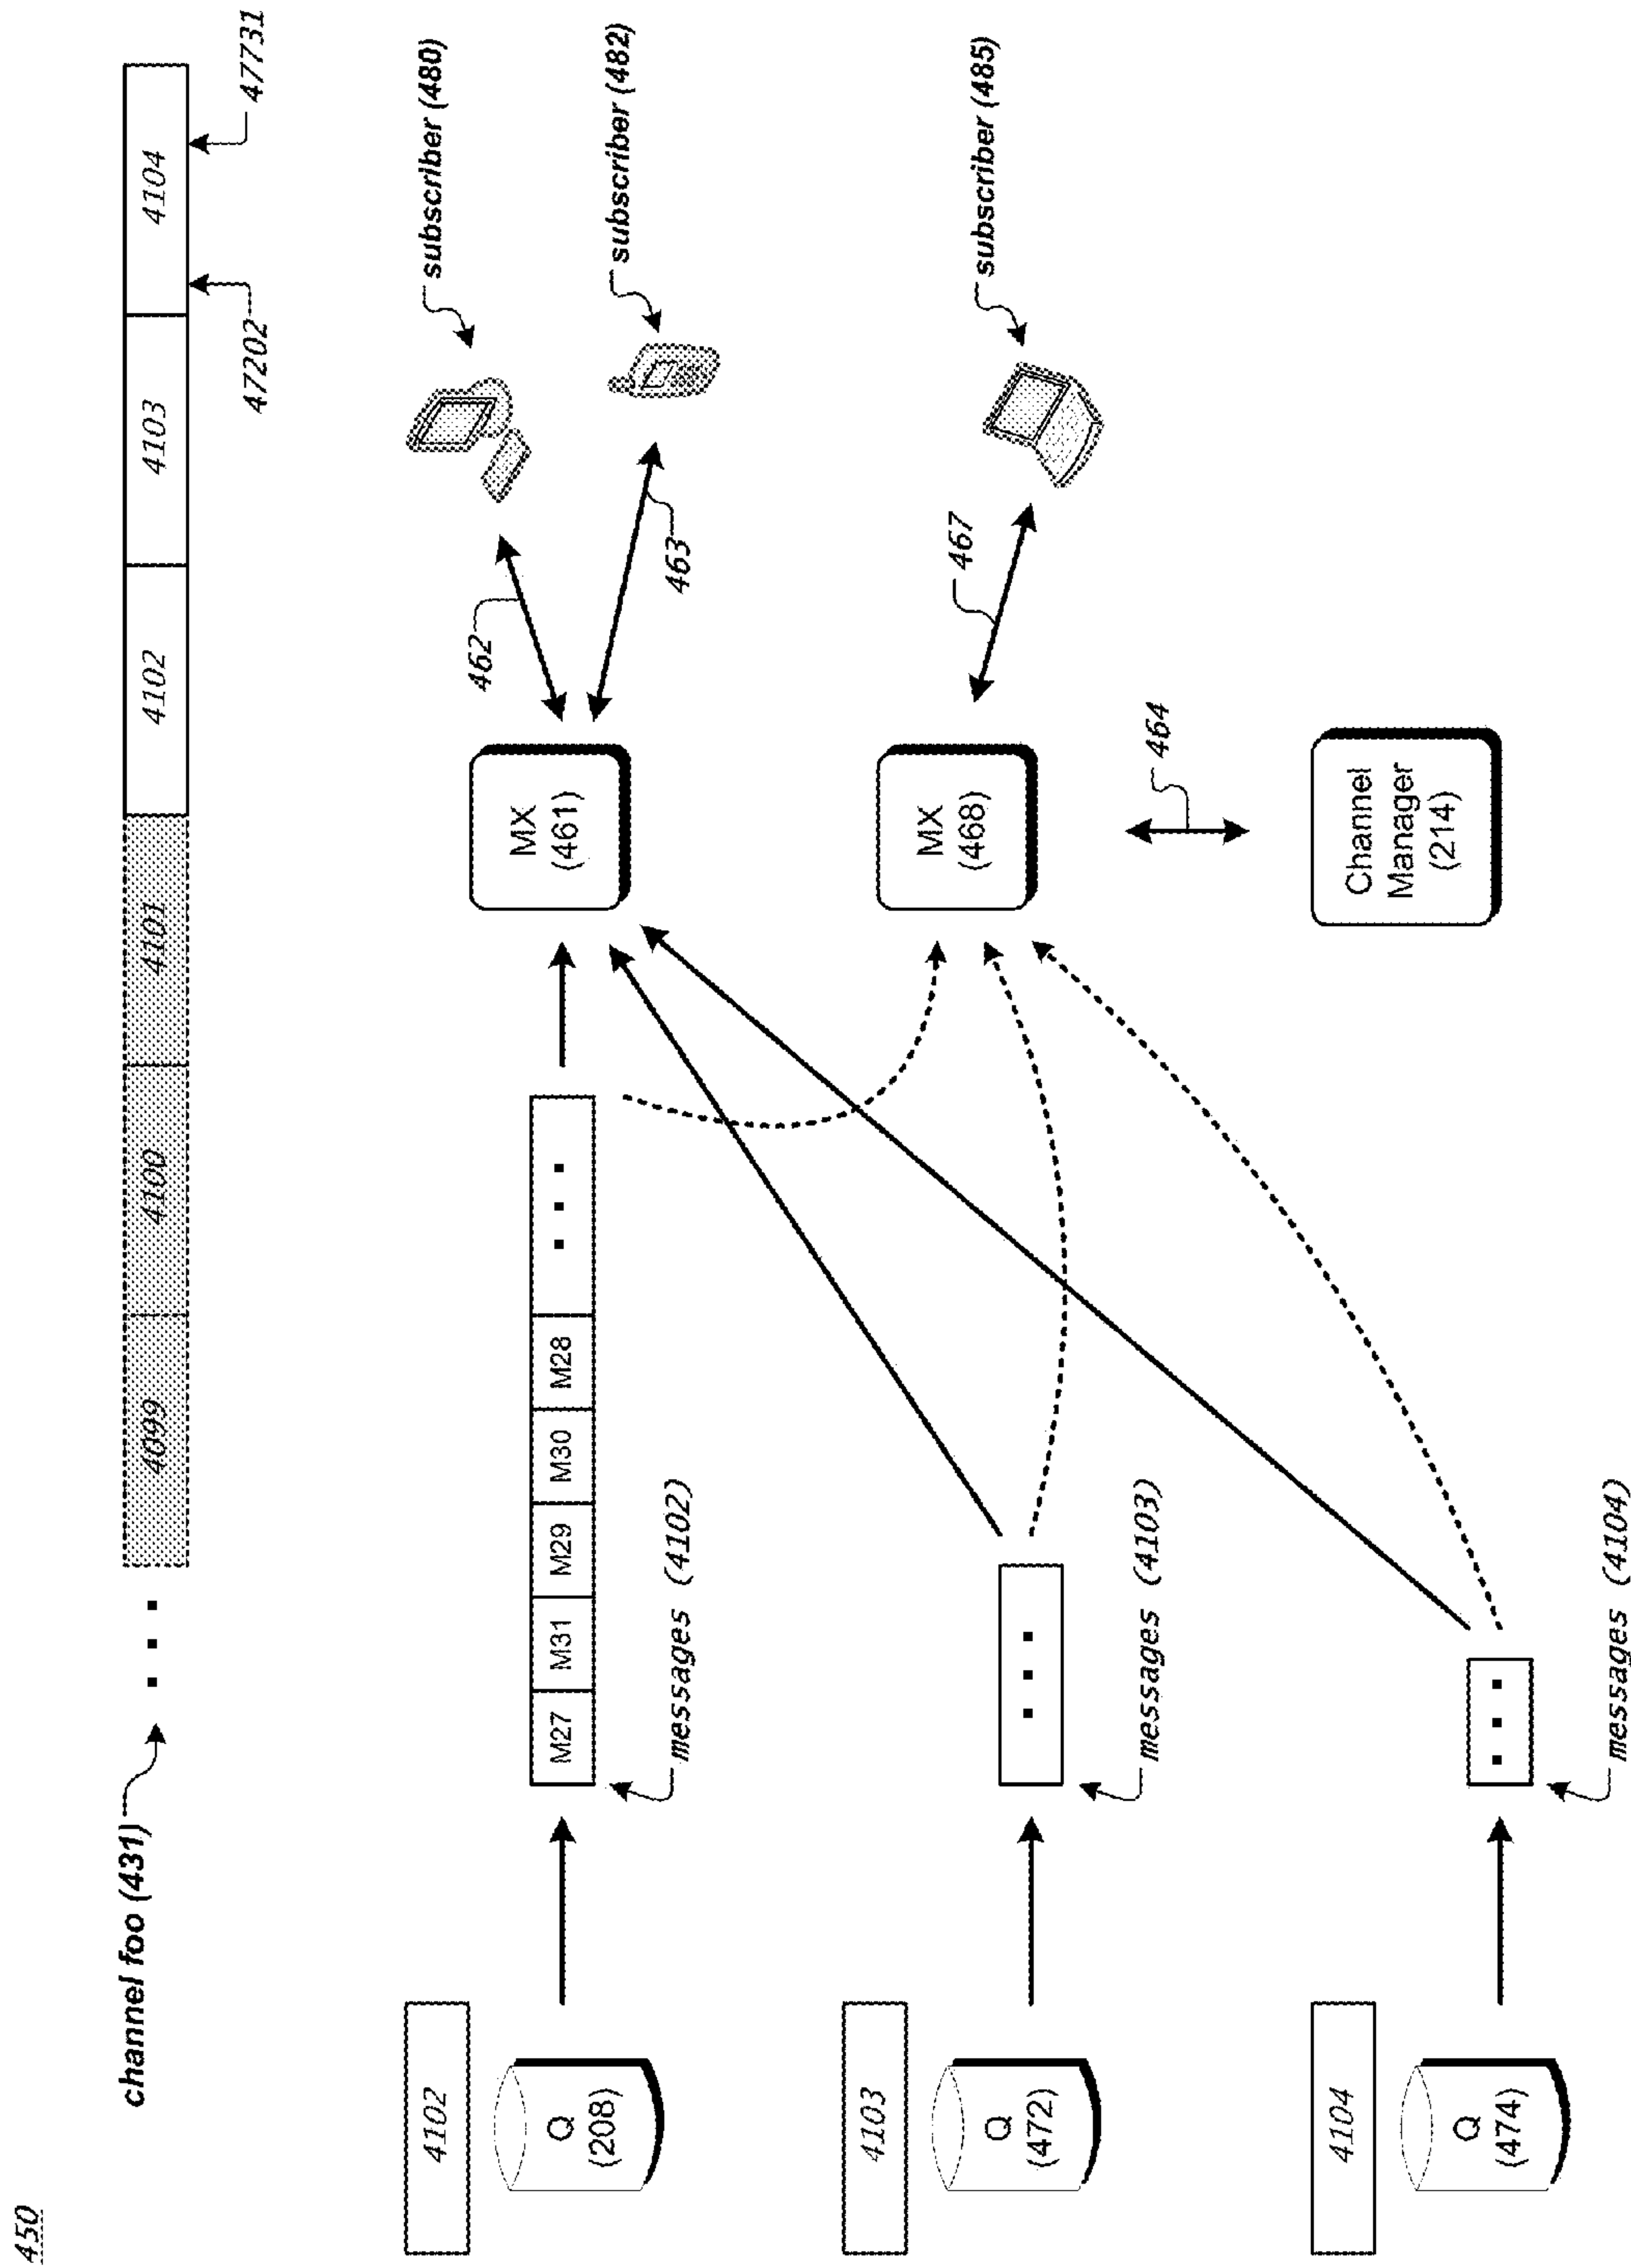 450
channel foo (431)
▪ ▪ ▪
4099
4100
4101
4102
4103
4104
47202
47731
4102
Q
(208)
M27
M31
M29
M30
M28
▪ ▪ ▪
messages (4102)
MX
(461)
462
463
subscriber (480)
subscriber (482)
4103
Q
(472)
▪ ▪ ▪
messages (4103)
MX
(468)
467
subscriber (485)
464
4104
Q
(474)
▪ ▪ ▪
messages (4104)
Channel
Manager
(214)